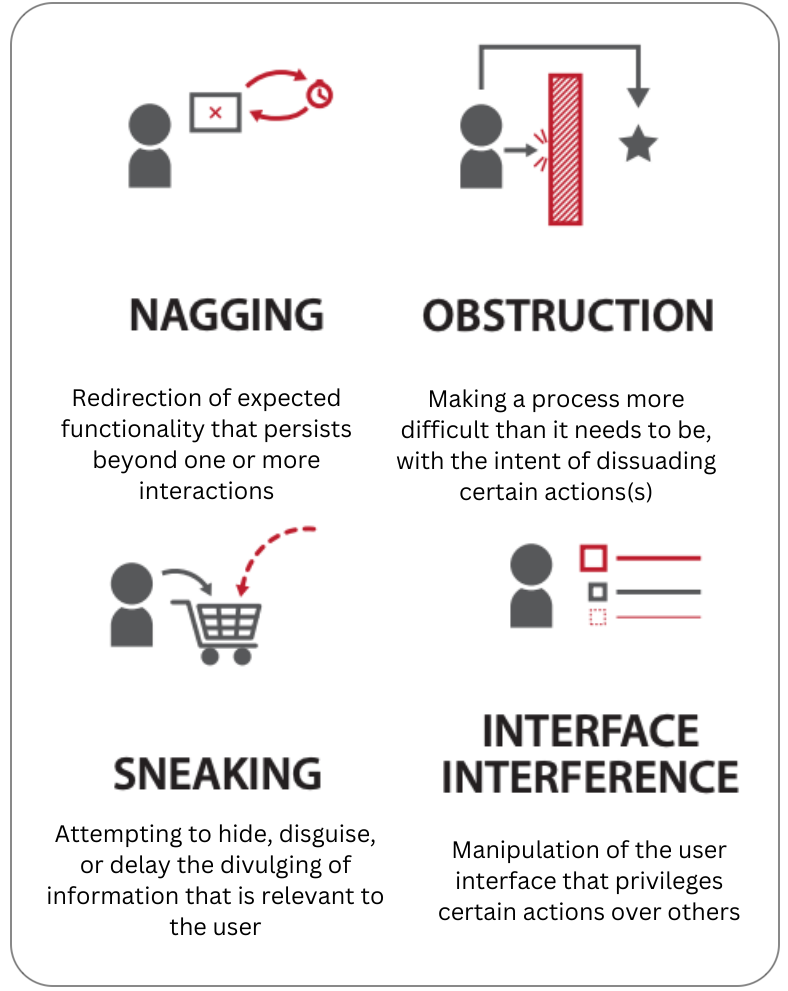 NAGGING
Redirection of expected
functionality that persists
beyond one or more
interactions
OBSTRUCTION
Making a process more
difficult than it needs to be,
with the intent of dissuading
certain actions(s)
SNEAKING
Attempting to hide, disguise,
or delay the divulging of
information that is relevant to
the user
INTERFACE
INTERFERENCE
Manipulation of the user
interface that privileges
certain actions over others